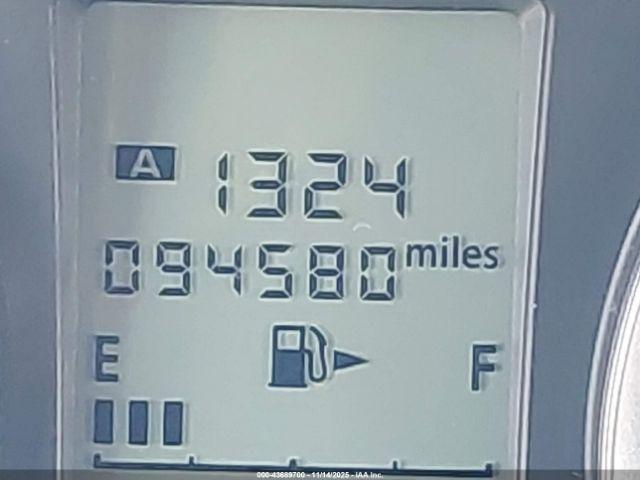 A 1324
094580 miles
E F
000-43689700 - 11/14/2025 - IAA Inc.